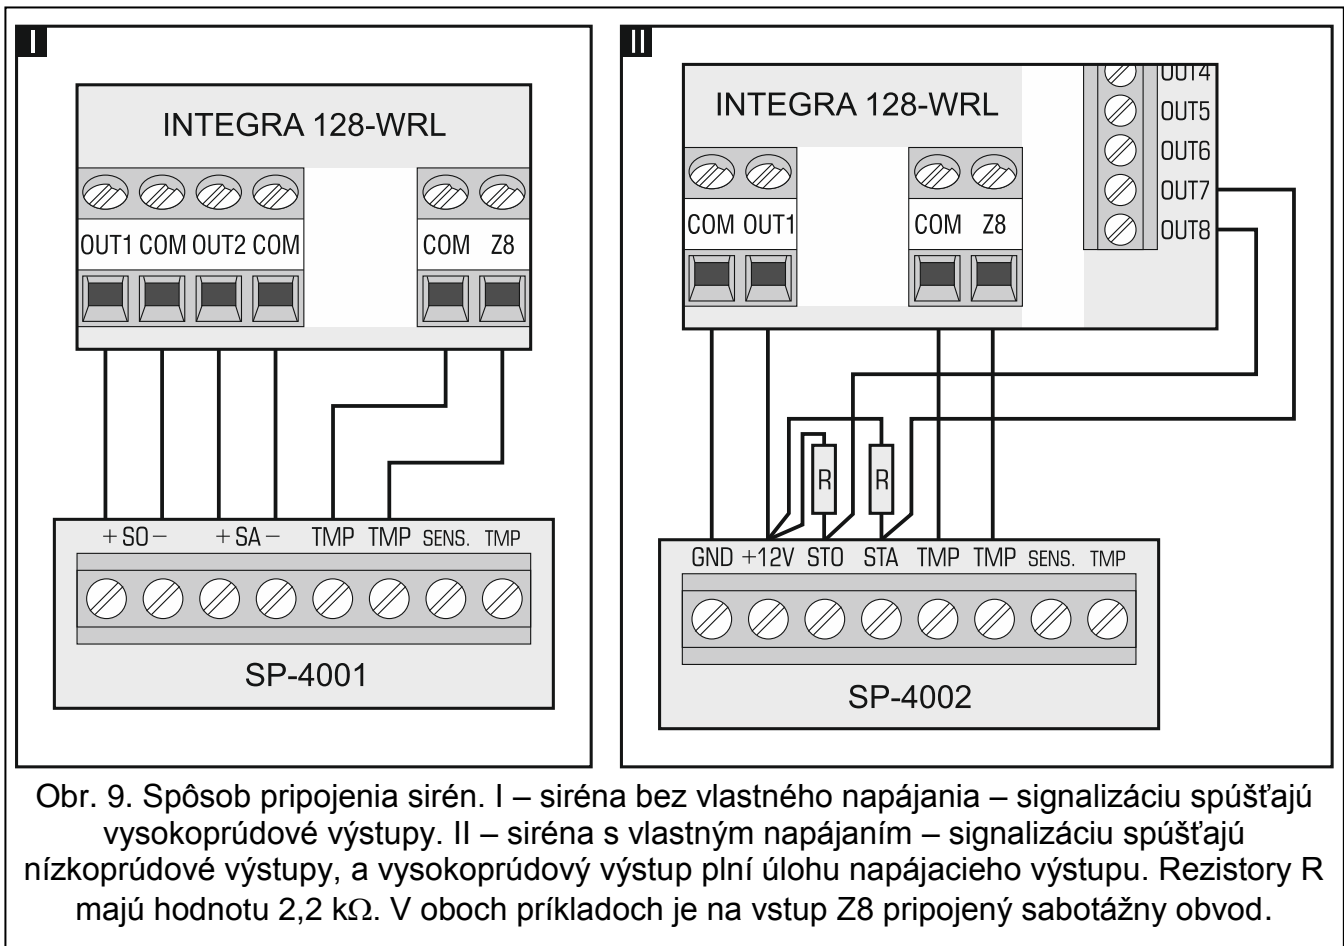 I
INTEGRA 128-WRL
OUT1 COM OUT2 COM COM Z8
+ SO − + SA − TMP TMP SENS. TMP
SP-4001
II
INTEGRA 128-WRL
OUT4
OUT5
OUT6
OUT7
OUT8
COM OUT1 COM Z8
R R
GND +12V STO STA TMP TMP SENS. TMP
SP-4002
Obr. 9. Spôsob pripojenia sirén. I – siréna bez vlastného napájania – signalizáciu spúšťajú
vysokoprúdové výstupy. II – siréna s vlastným napájaním – signalizáciu spúšťajú
nízkoprúdové výstupy, a vysokoprúdový výstup plní úlohu napájacieho výstupu. Rezistory R
majú hodnotu 2,2 kΩ. V oboch príkladoch je na vstup Z8 pripojený sabotážny obvod.